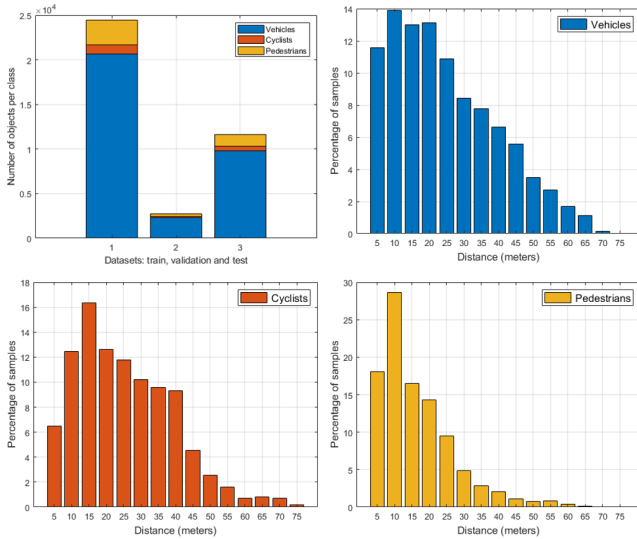 ×10⁴
2.5
2
1.5
1
0.5
0
Number of objects per class
Vehicles
Cyclists
Pedestrians
1 2 3
Datasets: train, validation and test
14
12
10
8
6
4
2
0
Percentage of samples
Vehicles
5 10 15 20 25 30 35 40 45 50 55 60 65 70 75
Distance (meters)
18
16
14
12
10
8
6
4
2
0
Percentage of samples
Cyclists
5 10 15 20 25 30 35 40 45 50 55 60 65 70 75
Distance (meters)
30
25
20
15
10
5
0
Percentage of samples
Pedestrians
5 10 15 20 25 30 35 40 45 50 55 60 65 70 75
Distance (meters)